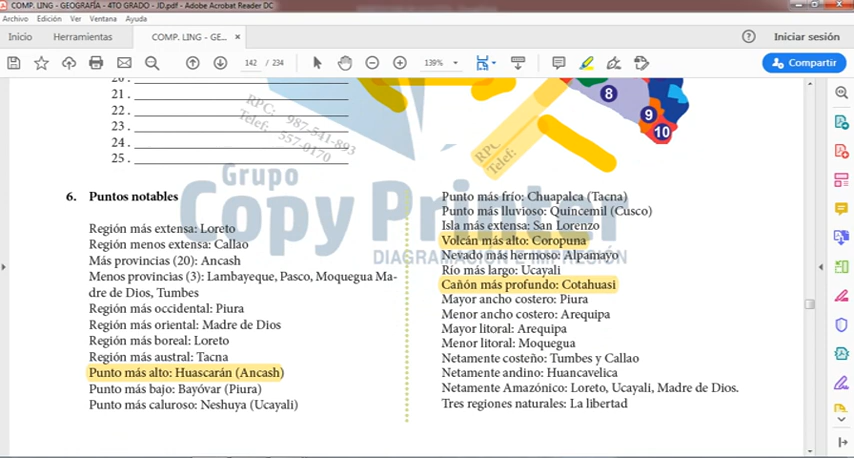 COMP. LING - GEOGRAFÍA - 4TO GRADO - JD.pdf - Adobe Acrobat Reader DC
Archivo Edición Ver Ventana Ayuda
Inicio Herramientas COMP. LING - GE... × Iniciar sesión
142 / 234 139% Compartir
20 .
21 .
22 .
23 .
24 .
25 .
RPC: 987-541-893
Telef: 557-0170
RPC
Telef:
8
9
10
Grupo
Copy Printer
DIAGRAMACIÓN E IMPRESIÓN
6. Puntos notables
Región más extensa: Loreto
Región menos extensa: Callao
Más provincias (20): Ancash
Menos provincias (3): Lambayeque, Pasco, Moquegua Ma-
dre de Dios, Tumbes
Región más occidental: Piura
Región más oriental: Madre de Dios
Región más boreal: Loreto
Región más austral: Tacna
Punto más alto: Huascarán (Ancash)
Punto más bajo: Bayóvar (Piura)
Punto más caluroso: Neshuya (Ucayali)
Punto más frío: Chuapalca (Tacna)
Punto más lluvioso: Quincemil (Cusco)
Isla más extensa: San Lorenzo
Volcán más alto: Coropuna
Nevado más hermoso: Alpamayo
Río más largo: Ucayali
Cañón más profundo: Cotahuasi
Mayor ancho costero: Piura
Menor ancho costero: Arequipa
Mayor litoral: Arequipa
Menor litoral: Moquegua
Netamente costeño: Tumbes y Callao
Netamente andino: Huancavelica
Netamente Amazónico: Loreto, Ucayali, Madre de Dios.
Tres regiones naturales: La libertad